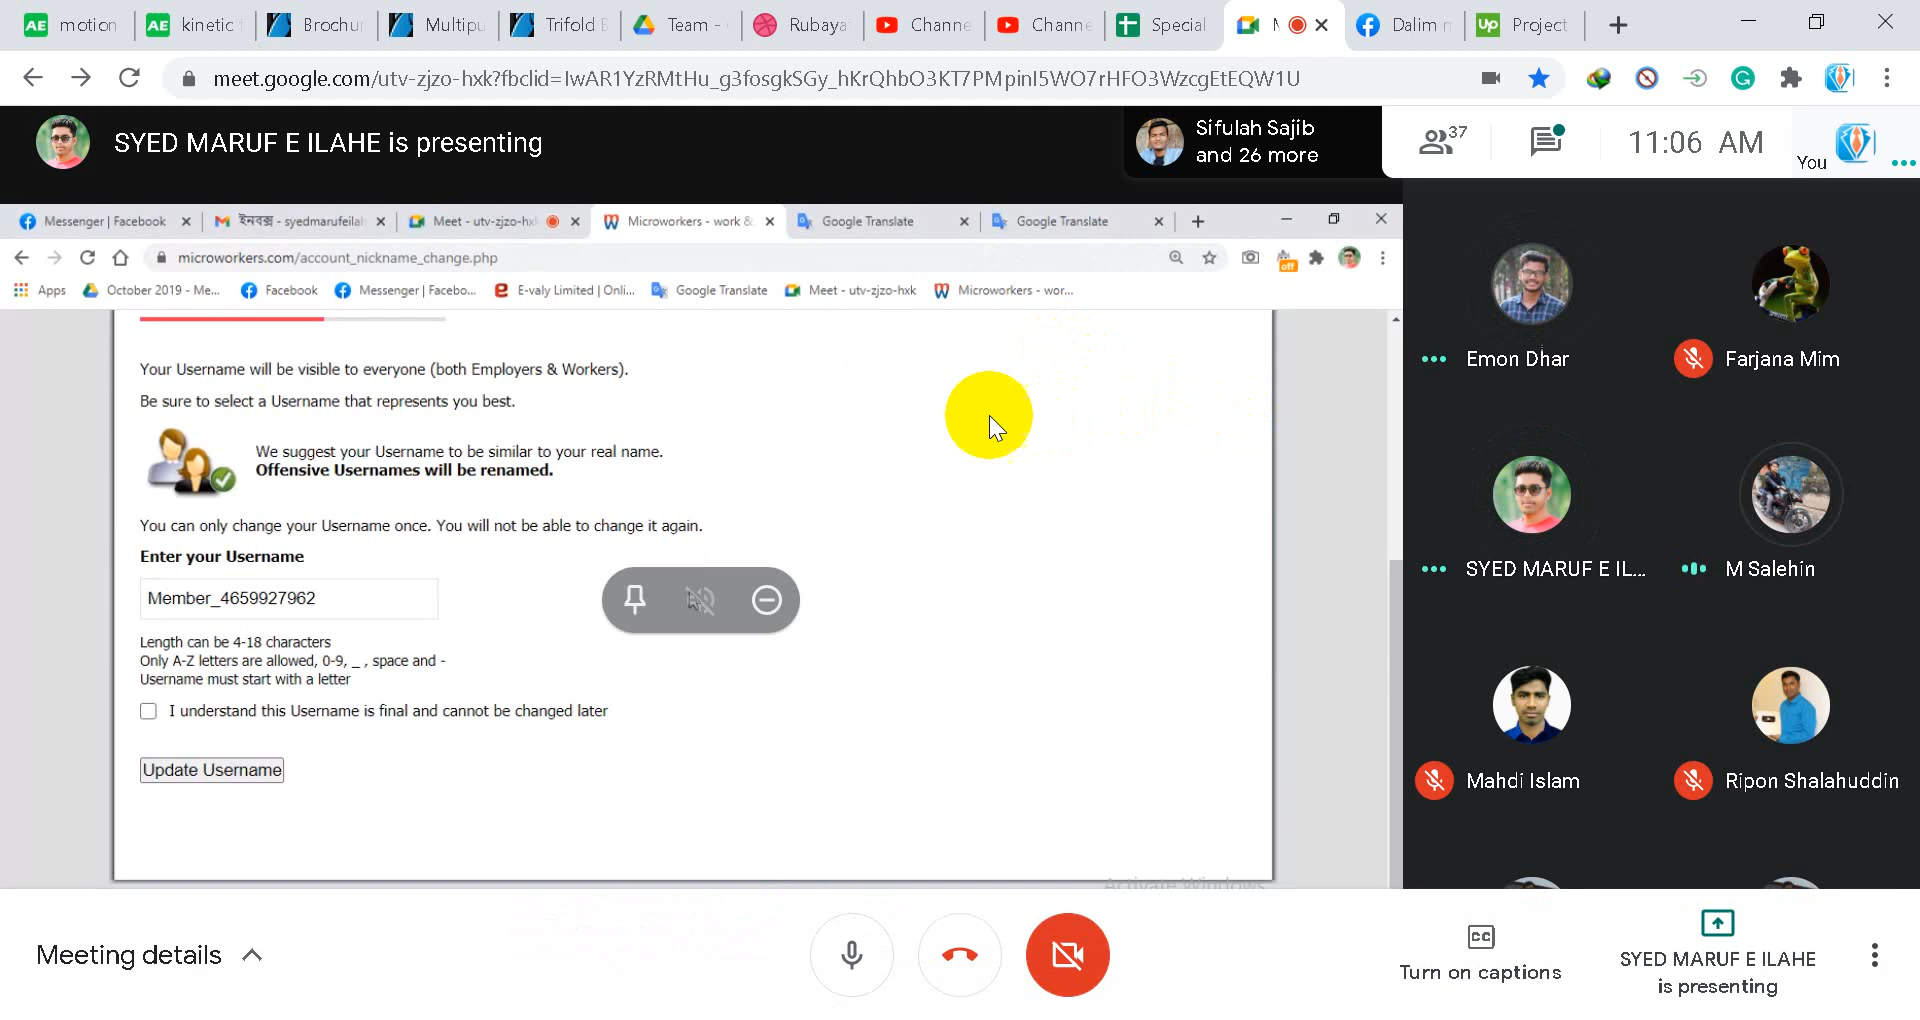 motion
kinetic
Brochur
Multipu
Trifold B
Team -
Rubaya
Channe
Channe
Special
Dalim m
Up Project
meet.google.com/utv-zjzo-hxk?fbclid=IwAR1YzRMtHu_g3fosgkSGy_hKrQhbO3KT7PMpinI5WO7rHFO3WzcgEtEQW1U
SYED MARUF E ILAHE is presenting
Sifulah Sajib
and 26 more
37
11:06 AM
You
Messenger | Facebook
ইনবক্স - syedmarufeilah
Meet - utv-zjzo-hxk
Microworkers - work &
Google Translate
Google Translate
microworkers.com/account_nickname_change.php
off
Apps
October 2019 - Me...
Facebook
Messenger | Facebo...
E-valy Limited | Onli...
Google Translate
Meet - utv-zjzo-hxk
Microworkers - wor...
Your Username will be visible to everyone (both Employers & Workers).
Be sure to select a Username that represents you best.
We suggest your Username to be similar to your real name.
Offensive Usernames will be renamed.
You can only change your Username once. You will not be able to change it again.
Enter your Username
Member_4659927962
Length can be 4-18 characters
Only A-Z letters are allowed, 0-9, _ , space and -
Username must start with a letter
I understand this Username is final and cannot be changed later
Update Username
Activate Windows
Emon Dhar
Farjana Mim
SYED MARUF E IL...
M Salehin
Mahdi Islam
Ripon Shalahuddin
Meeting details
Turn on captions
SYED MARUF E ILAHE
is presenting